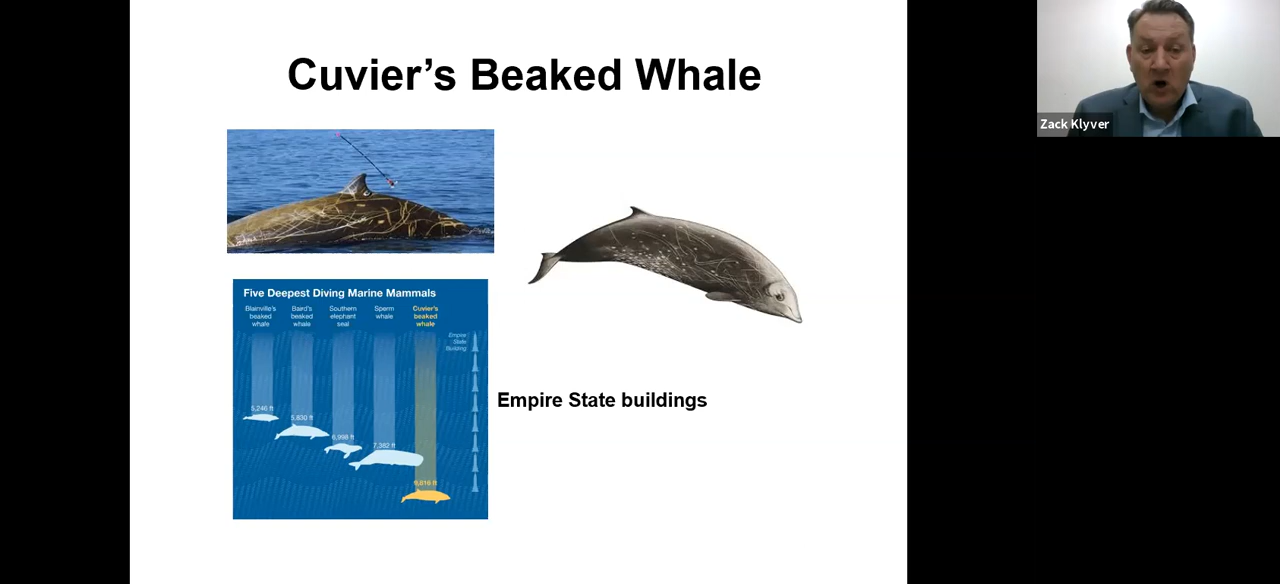 Cuvier's Beaked Whale
Zack Klyver
Five Deepest Diving Marine Mammals
Blainville's
beaked
whale
Baird's
beaked
whale
Southern
elephant
seal
Sperm
whale
Cuvier's
beaked
whale
Empire
State
Building
5,246 ft
5,830 ft
6,998 ft
7,382 ft
9,816 ft
Empire State buildings